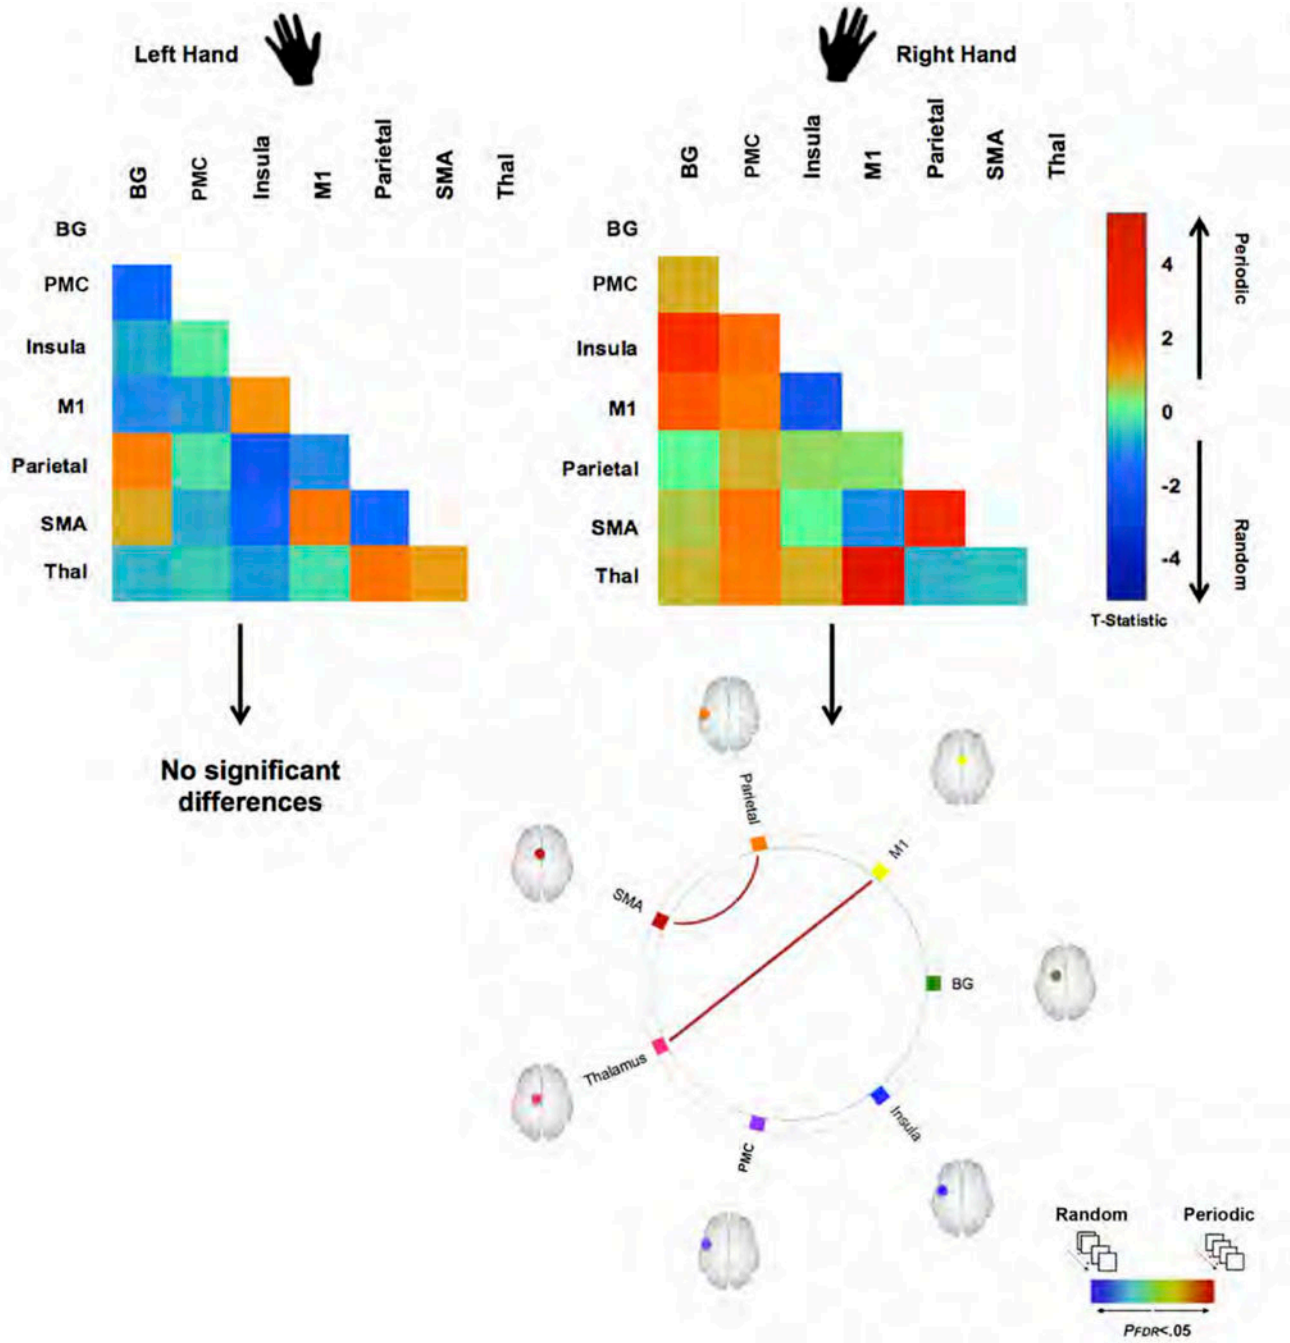 Left Hand
Right Hand
BG
PMC
Insula
M1
Parietal
SMA
Thal
BG
PMC
Insula
M1
Parietal
SMA
Thal
BG
PMC
Insula
M1
Parietal
SMA
Thal
BG
PMC
Insula
M1
Parietal
SMA
Thal
4
2
0
-2
-4
Periodic
Random
T-Statistic
No significant
differences
Parietal
M1
SMA
BG
Thalamus
Insula
PMC
Random
Periodic
PFDR<.05